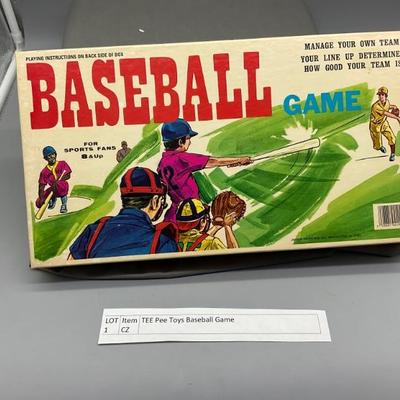 PLAYING INSTRUCTIONS ON BACK SIDE OF BOX
MANAGE YOUR OWN TEAM
YOUR LINE UP DETERMINE
HOW GOOD YOUR TEAM IS
BASEBALL
GAME
FOR
SPORTS FANS
8 & Up
LOT Item TEE Pee Toys Baseball Game
1 CZ